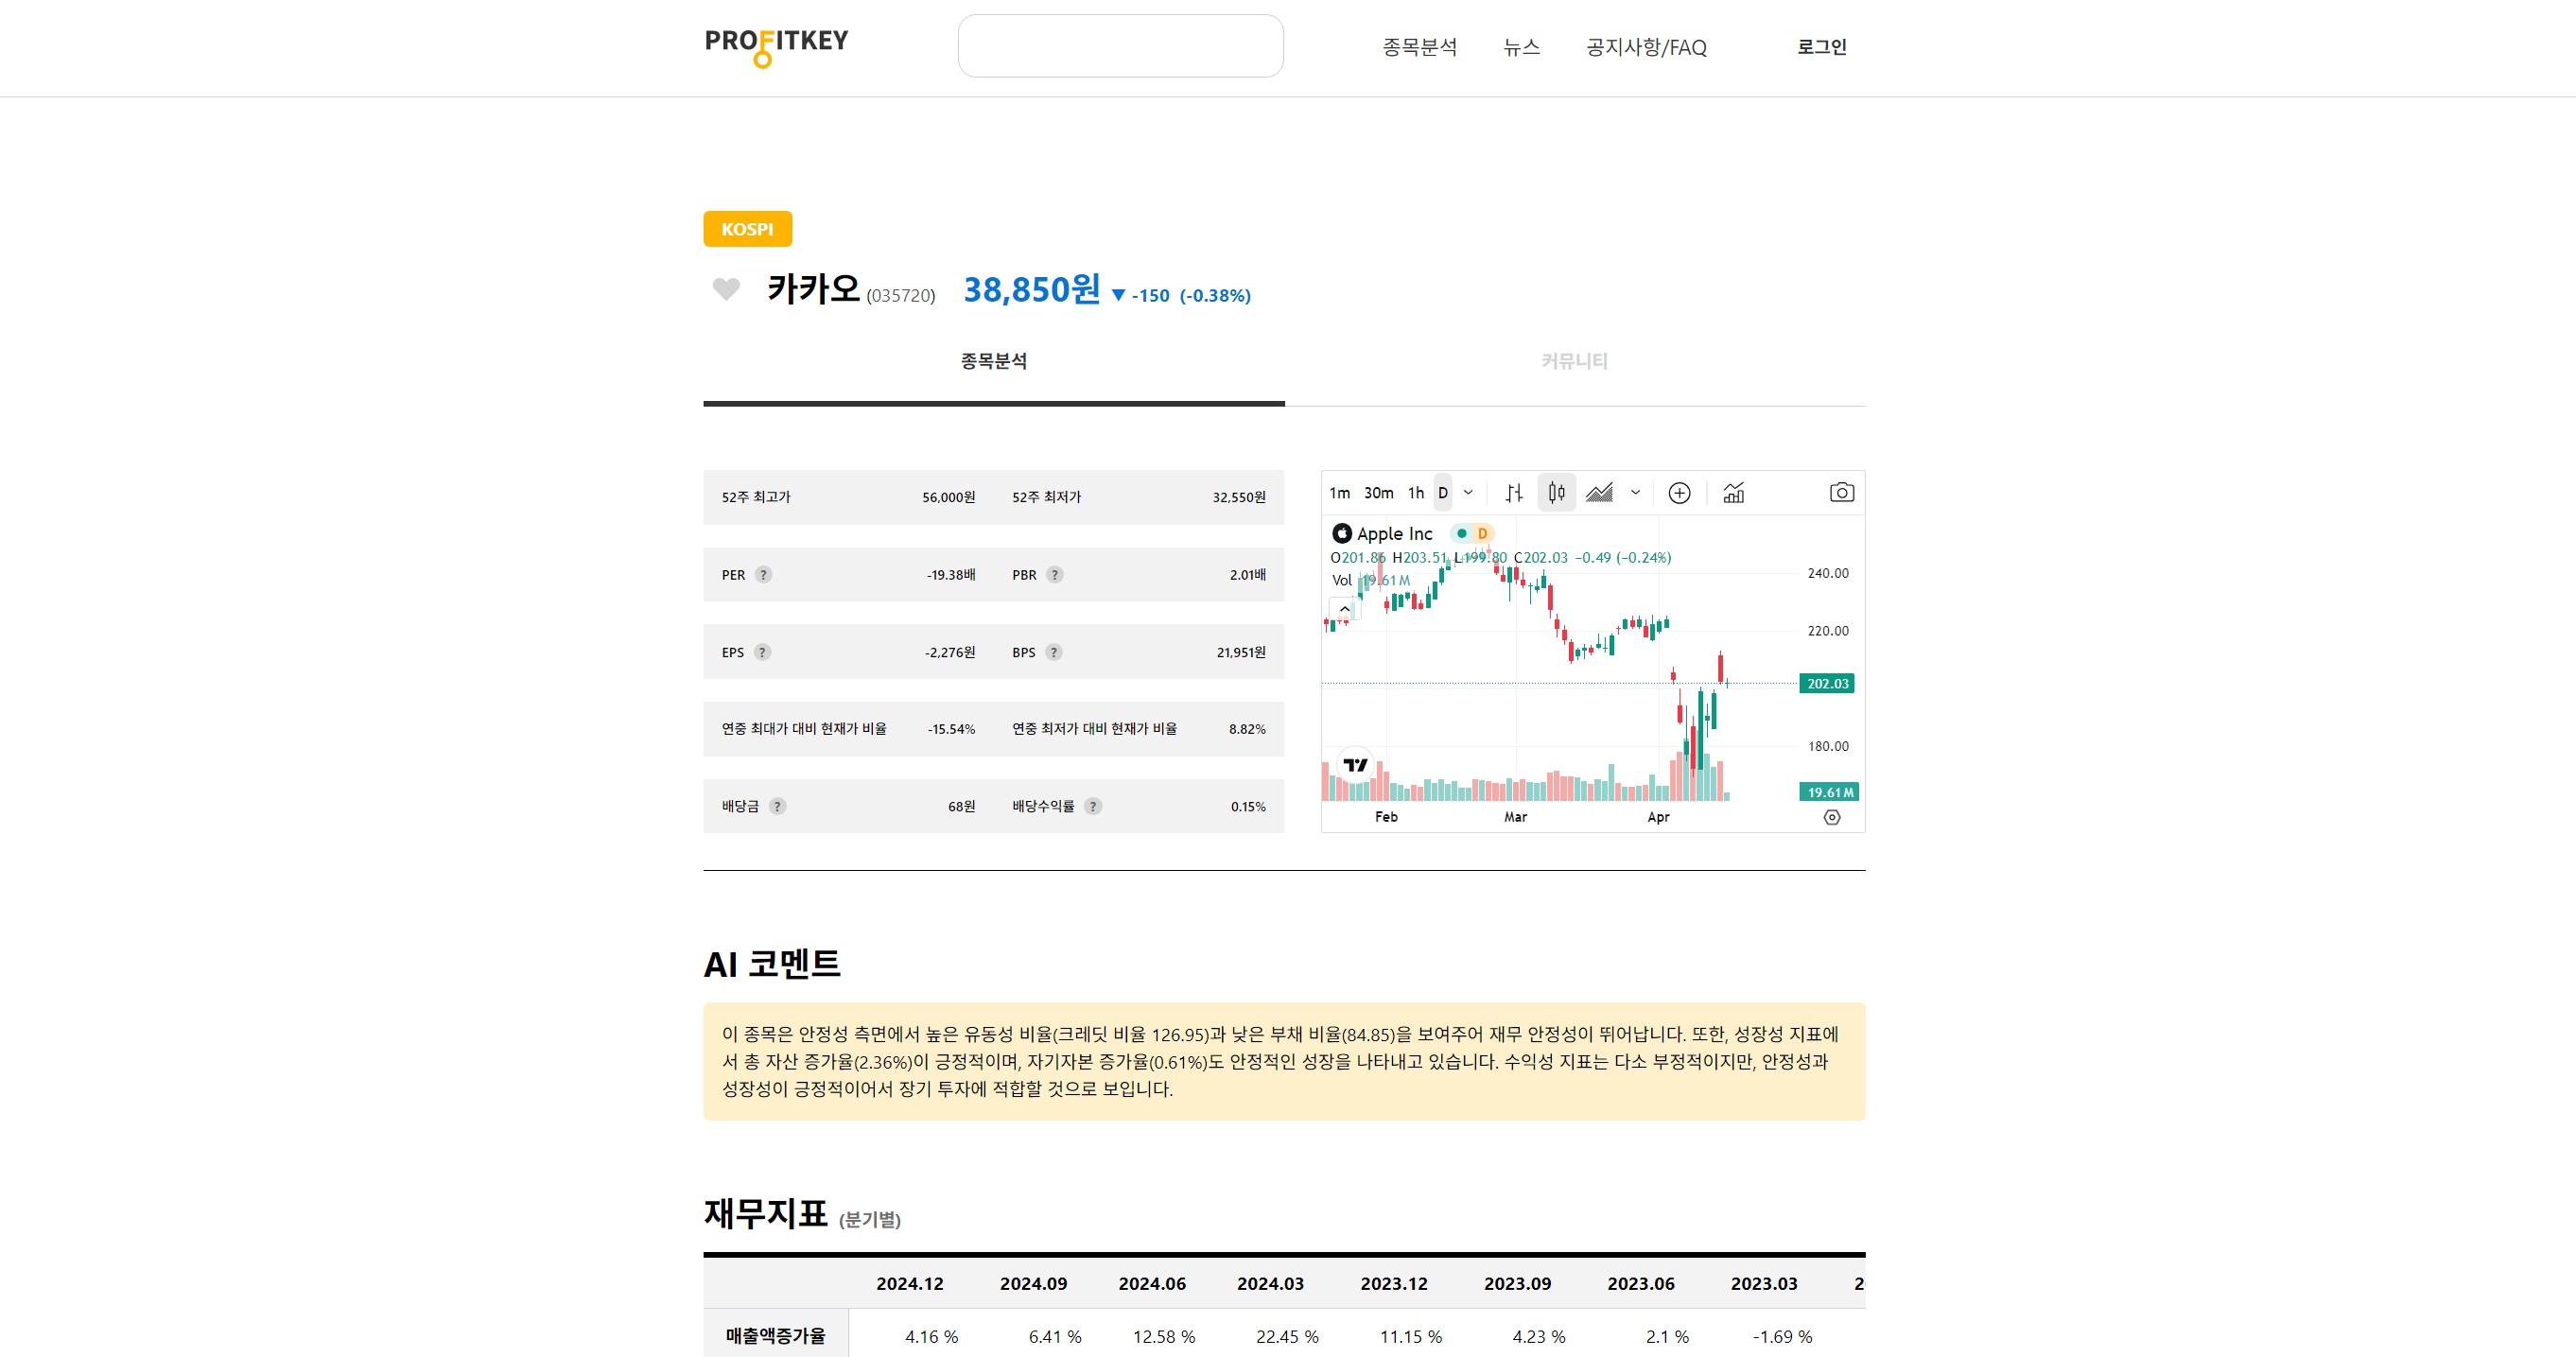 PROFITKEY
종목분석 뉴스 공지사항/FAQ 로그인
KOSPI
카카오 (035720) 38,850원 ▼ -150 (-0.38%)
종목분석 커뮤니티
52주 최고가 56,000원 52주 최저가 32,550원
PER ? -19.38배 PBR ? 2.01배
EPS ? -2,276원 BPS ? 21,951원
연중 최대가 대비 현재가 비율 -15.54% 연중 최저가 대비 현재가 비율 8.82%
배당금 ? 68원 배당수익률 ? 0.15%
1m 30m 1h D
Apple Inc D
O201.86 H203.51 L199.80 C202.03 −0.49 (−0.24%)
Vol 19.61 M
240.00
220.00
202.03
180.00
19.61 M
Feb Mar Apr
AI 코멘트
이 종목은 안정성 측면에서 높은 유동성 비율(크레딧 비율 126.95)과 낮은 부채 비율(84.85)을 보여주어 재무 안정성이 뛰어납니다. 또한, 성장성 지표에
서 총 자산 증가율(2.36%)이 긍정적이며, 자기자본 증가율(0.61%)도 안정적인 성장을 나타내고 있습니다. 수익성 지표는 다소 부정적이지만, 안정성과
성장성이 긍정적이어서 장기 투자에 적합할 것으로 보입니다.
재무지표 (분기별)
2024.12 2024.09 2024.06 2024.03 2023.12 2023.09 2023.06 2023.03 2
매출액증가율 4.16 % 6.41 % 12.58 % 22.45 % 11.15 % 4.23 % 2.1 % -1.69 %